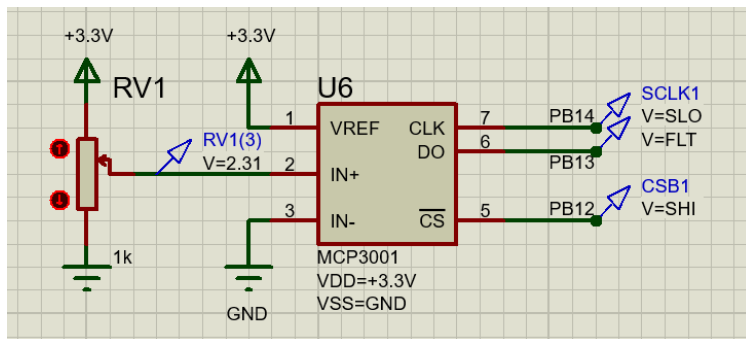 +3.3V
+3.3V
RV1
U6
SCLK1
V=SLO
V=FLT
PB14
PB13
RV1(3)
V=2.31
1
VREF
CLK
7
DO
6
2
IN+
3
IN-
CS
5
PB12
CSB1
V=SHI
1k
MCP3001
VDD=+3.3V
VSS=GND
GND